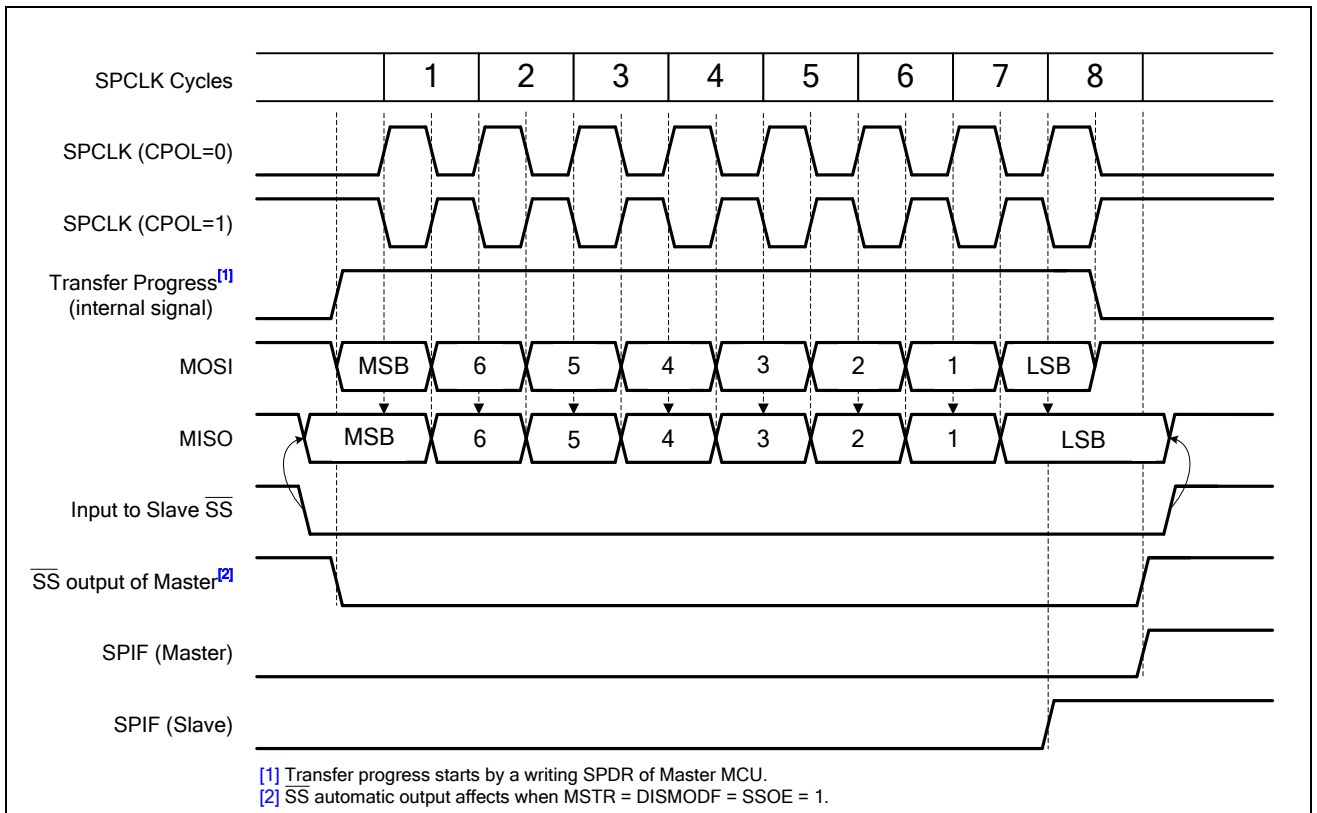 SPCLK Cycles 1 2 3 4 5 6 7 8
SPCLK (CPOL=0)
SPCLK (CPOL=1)
Transfer Progress[1]
(internal signal)
MOSI MSB 6 5 4 3 2 1 LSB
MISO MSB 6 5 4 3 2 1 LSB
Input to Slave S̅S̅
S̅S̅ output of Master[2]
SPIF (Master)
SPIF (Slave)
[1] Transfer progress starts by a writing SPDR of Master MCU.
[2] S̅S̅ automatic output affects when MSTR = DISMODF = SSOE = 1.